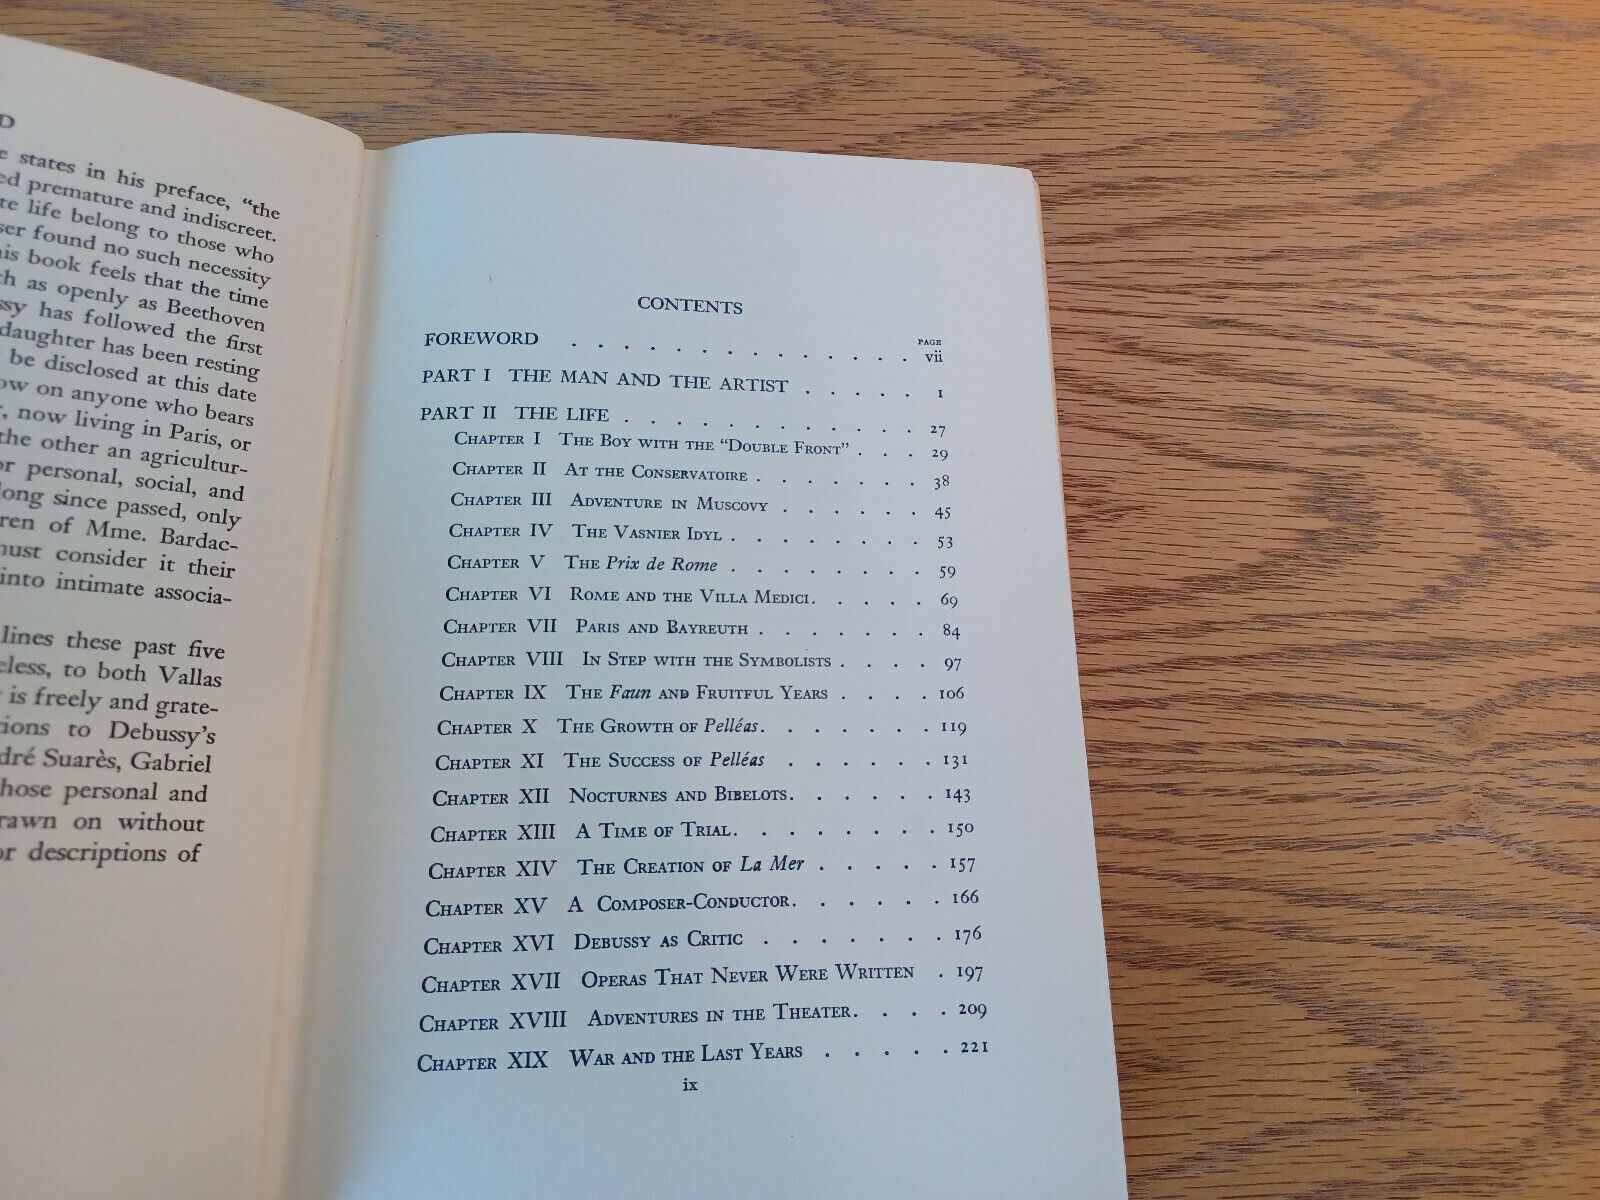 D
e states in his preface, “the
ed premature and indiscreet.
te life belong to those who
ser found no such necessity
his book feels that the time
ch as openly as Beethoven
ssy has followed the first
daughter has been resting
be disclosed at this date
ow on anyone who bears
r, now living in Paris, or
the other an agricultur-
or personal, social, and
long since passed, only
ren of Mme. Bardac-
must consider it their
into intimate associa-
lines these past five
eless, to both Vallas
t is freely and grate-
tions to Debussy's
dré Suarès, Gabriel
hose personal and
rawn on without
or descriptions of
CONTENTS
PAGE
FOREWORD . . . . . . . . . . . . . . vii
PART I THE MAN AND THE ARTIST . . . . . 1
PART II THE LIFE . . . . . . . . . . . . 27
Chapter I The Boy with the “Double Front” . . . 29
Chapter II At the Conservatoire . . . . . . 38
Chapter III Adventure in Muscovy . . . . . . 45
Chapter IV The Vasnier Idyl . . . . . . . 53
Chapter V The Prix de Rome . . . . . . . . 59
Chapter VI Rome and the Villa Medici . . . . . 69
Chapter VII Paris and Bayreuth . . . . . . 84
Chapter VIII In Step with the Symbolists . . . . 97
Chapter IX The Faun and Fruitful Years . . . . 106
Chapter X The Growth of Pelléas . . . . . . . 119
Chapter XI The Success of Pelléas . . . . . . 131
Chapter XII Nocturnes and Bibelots . . . . . . 143
Chapter XIII A Time of Trial . . . . . . . 150
Chapter XIV The Creation of La Mer . . . . . 157
Chapter XV A Composer-Conductor . . . . . . 166
Chapter XVI Debussy as Critic . . . . . . . 176
Chapter XVII Operas That Never Were Written . 197
Chapter XVIII Adventures in the Theater . . . . 209
Chapter XIX War and the Last Years . . . . . 221
ix